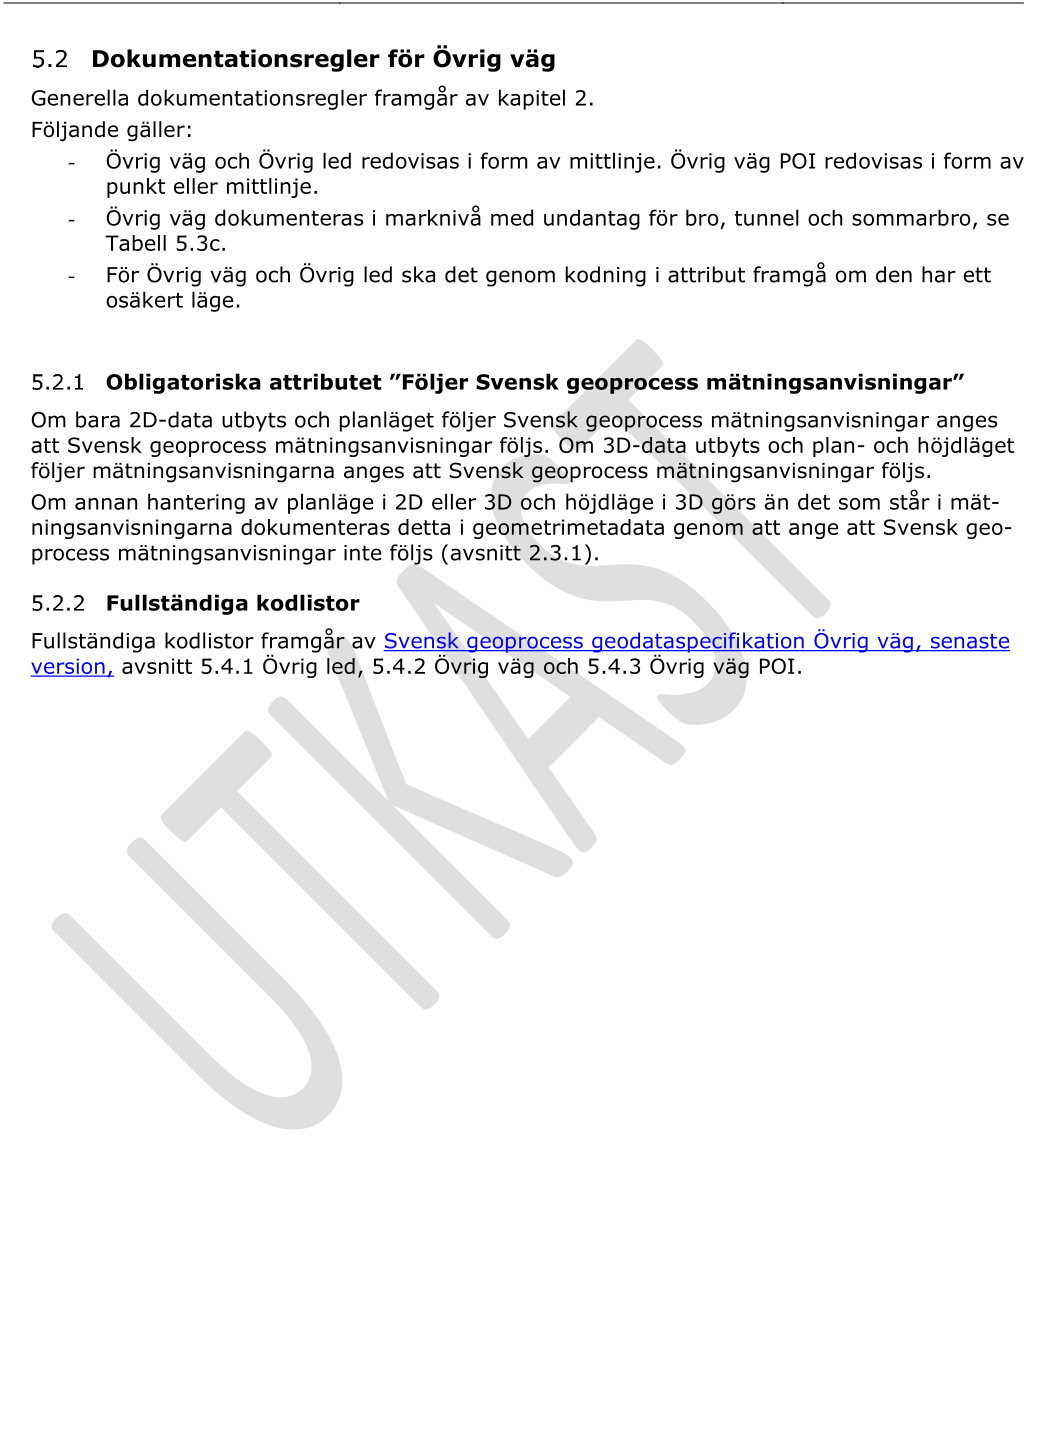 5.2 Dokumentationsregler för Övrig väg
Generella dokumentationsregler framgår av kapitel 2.
Följande gäller:
- Övrig väg och Övrig led redovisas i form av mittlinje. Övrig väg POI redovisas i form av
punkt eller mittlinje.
- Övrig väg dokumenteras i marknivå med undantag för bro, tunnel och sommarbro, se
Tabell 5.3c.
- För Övrig väg och Övrig led ska det genom kodning i attribut framgå om den har ett
osäkert läge.
5.2.1 Obligatoriska attributet ”Följer Svensk geoprocess mätningsanvisningar”
Om bara 2D-data utbyts och planläget följer Svensk geoprocess mätningsanvisningar anges
att Svensk geoprocess mätningsanvisningar följs. Om 3D-data utbyts och plan- och höjdläget
följer mätningsanvisningarna anges att Svensk geoprocess mätningsanvisningar följs.
Om annan hantering av planläge i 2D eller 3D och höjdläge i 3D görs än det som står i mät-
ningsanvisningarna dokumenteras detta i geometrimetadata genom att ange att Svensk geo-
process mätningsanvisningar inte följs (avsnitt 2.3.1).
5.2.2 Fullständiga kodlistor
Fullständiga kodlistor framgår av Svensk geoprocess geodataspecifikation Övrig väg, senaste
version, avsnitt 5.4.1 Övrig led, 5.4.2 Övrig väg och 5.4.3 Övrig väg POI.
UTKAST